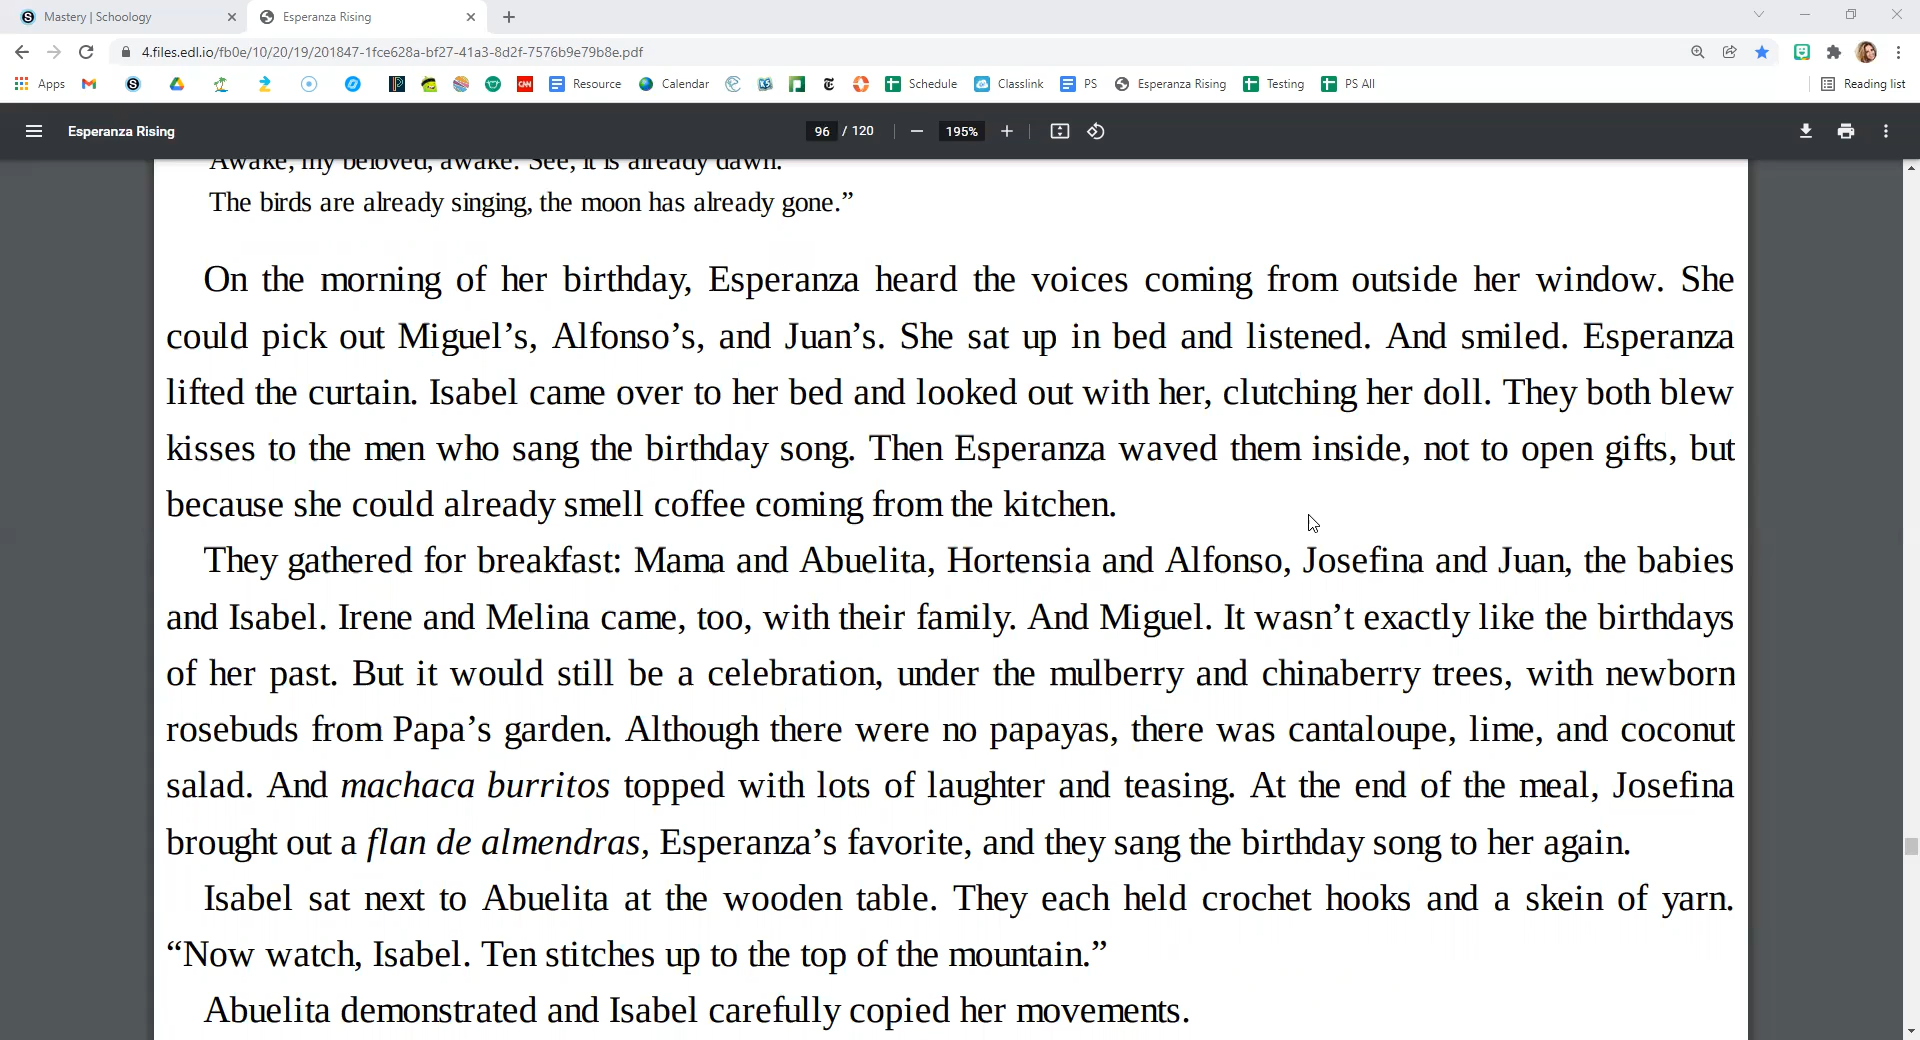 Mastery | Schoology
Esperanza Rising
4.files.edl.io/fb0e/10/20/19/201847-1fce628a-bf27-41a3-8d2f-7576b9e79b8e.pdf
Apps CNN Resource Calendar Schedule Classlink PS Esperanza Rising Testing PS All Reading list
Esperanza Rising 96 / 120 195%
Awake, my beloved, awake. See, it is already dawn.
The birds are already singing, the moon has already gone.”
On the morning of her birthday, Esperanza heard the voices coming from outside her window. She
could pick out Miguel’s, Alfonso’s, and Juan’s. She sat up in bed and listened. And smiled. Esperanza
lifted the curtain. Isabel came over to her bed and looked out with her, clutching her doll. They both blew
kisses to the men who sang the birthday song. Then Esperanza waved them inside, not to open gifts, but
because she could already smell coffee coming from the kitchen.
They gathered for breakfast: Mama and Abuelita, Hortensia and Alfonso, Josefina and Juan, the babies
and Isabel. Irene and Melina came, too, with their family. And Miguel. It wasn’t exactly like the birthdays
of her past. But it would still be a celebration, under the mulberry and chinaberry trees, with newborn
rosebuds from Papa’s garden. Although there were no papayas, there was cantaloupe, lime, and coconut
salad. And machaca burritos topped with lots of laughter and teasing. At the end of the meal, Josefina
brought out a flan de almendras, Esperanza’s favorite, and they sang the birthday song to her again.
Isabel sat next to Abuelita at the wooden table. They each held crochet hooks and a skein of yarn.
“Now watch, Isabel. Ten stitches up to the top of the mountain.”
Abuelita demonstrated and Isabel carefully copied her movements.